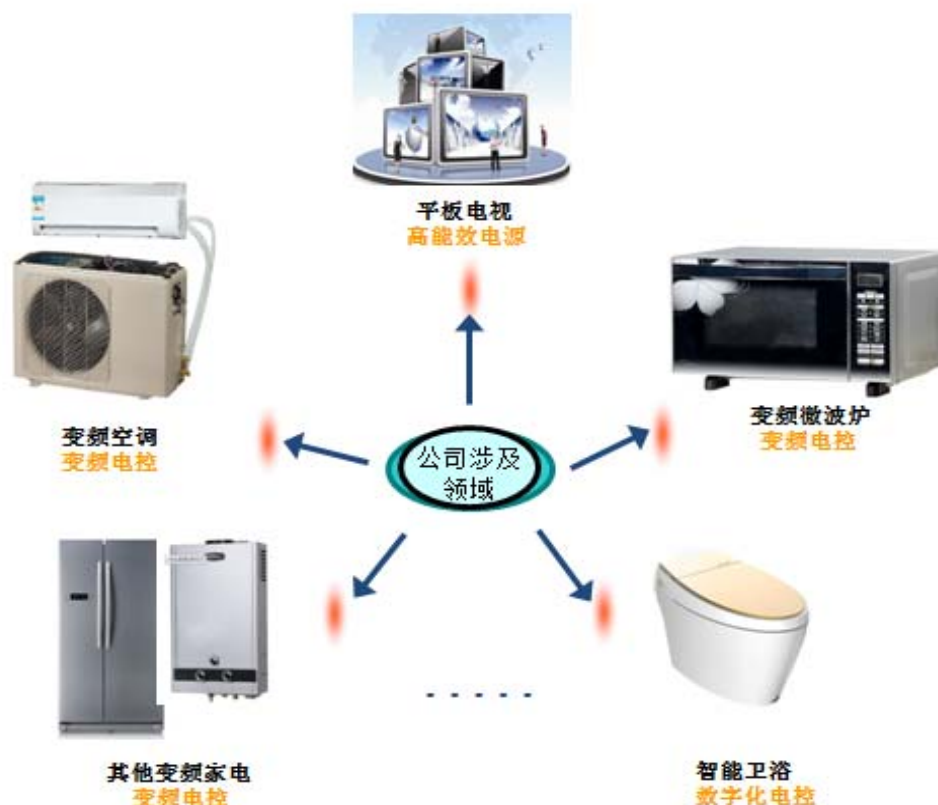 平板电视
高能效电源
变频空调
变频电控
变频微波炉
变频电控
公司涉及
领域
其他变频家电
变频电控
智能卫浴
数字化电控